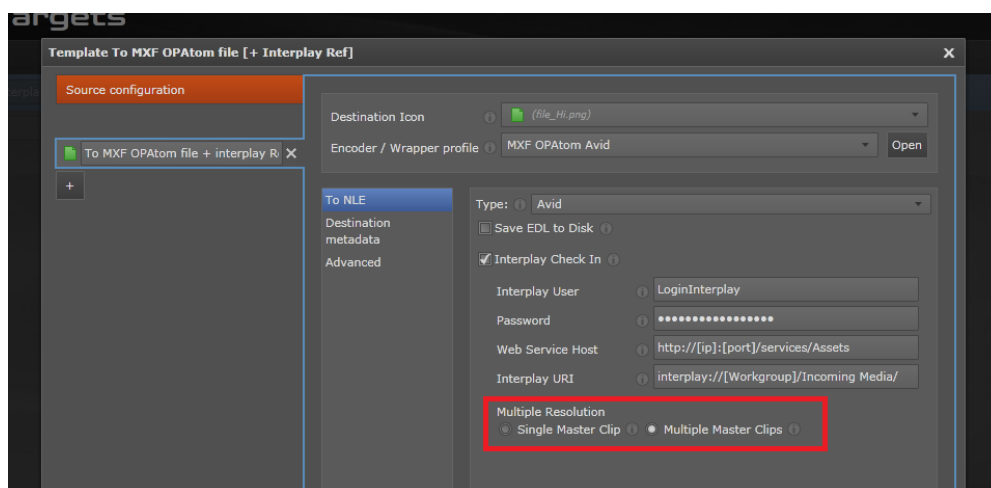 argets
Template To MXF OPAtom file [+ Interplay Ref]
X
Source configuration
Destination Icon
(file_Hi.png)
Encoder / Wrapper profile
MXF OPAtom Avid
Open
To MXF OPAtom file + interplay R
+
To NLE
Destination
metadata
Advanced
Type:
Avid
Save EDL to Disk
Interplay Check In
Interplay User
LoginInterplay
Password
Web Service Host
http://[ip]:[port]/services/Assets
Interplay URI
interplay://[Workgroup]/Incoming Media/
Multiple Resolution
Single Master Clip
Multiple Master Clips